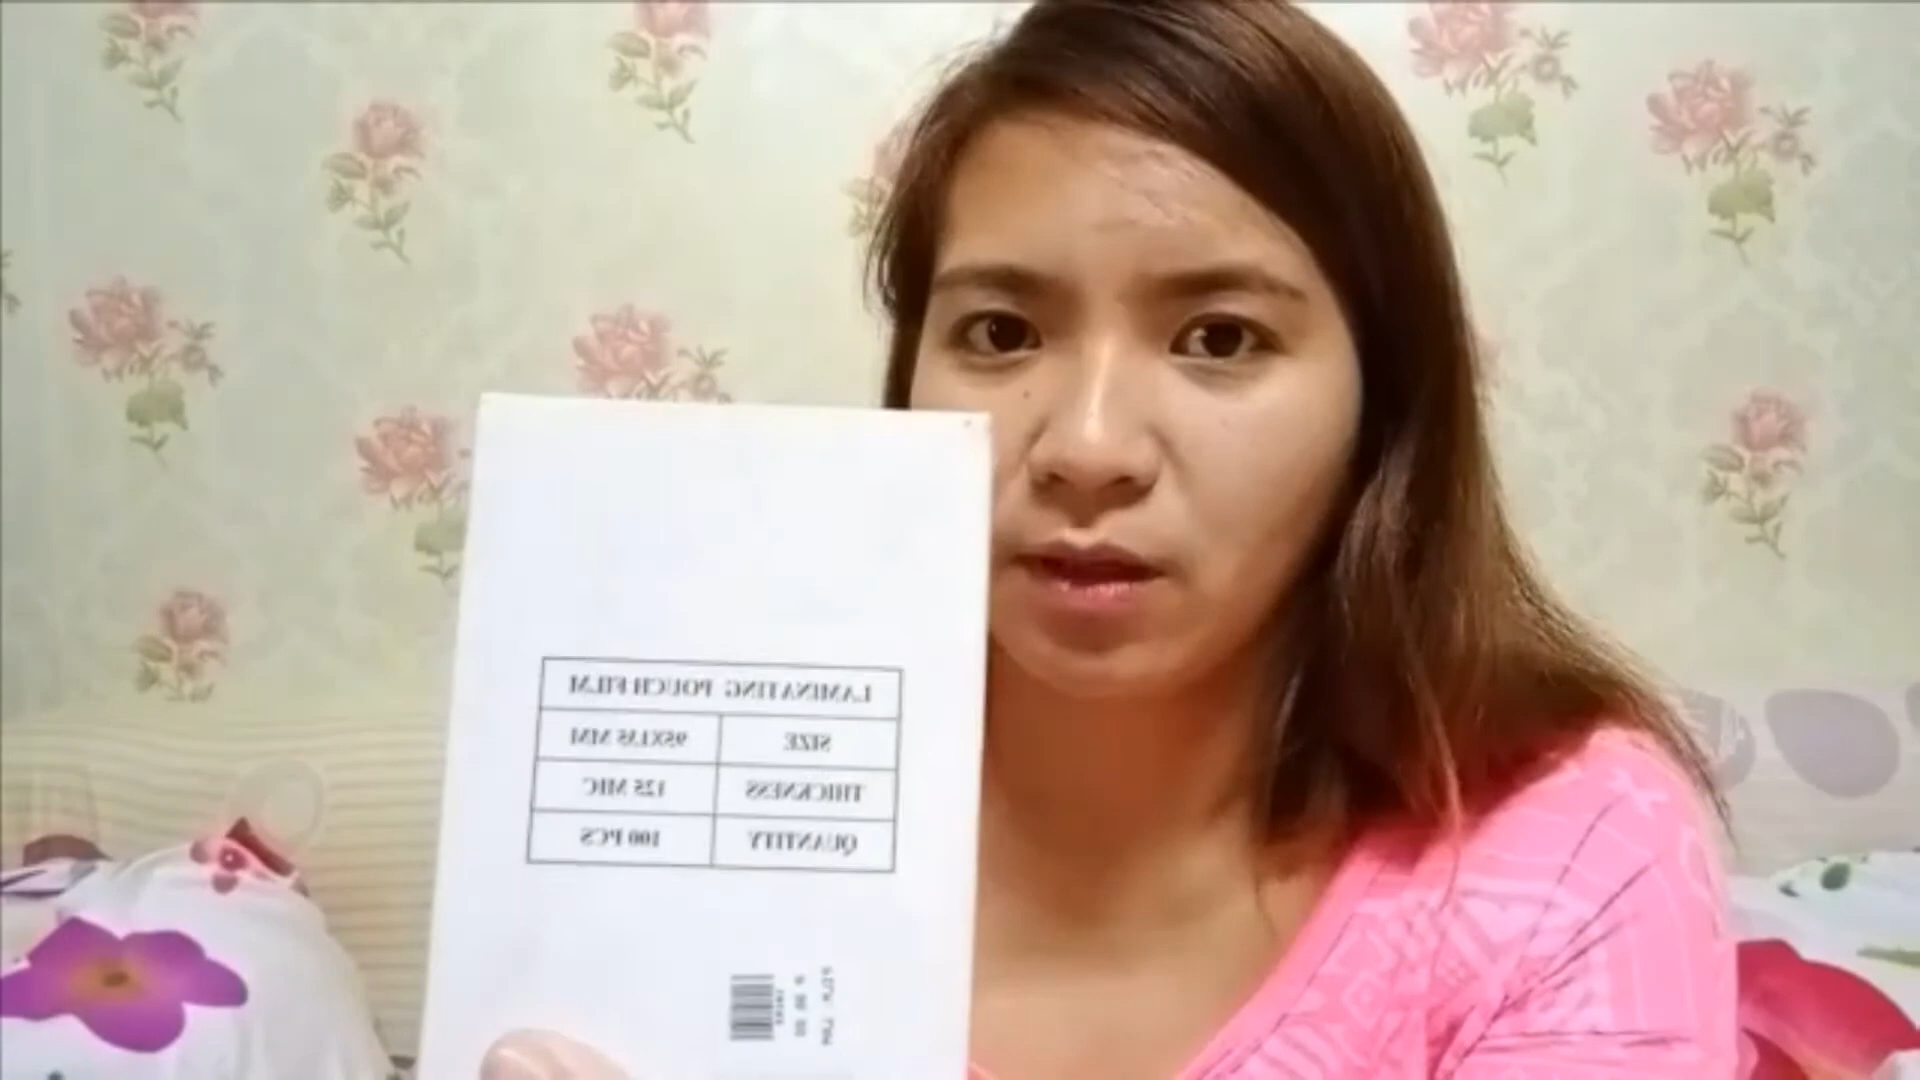 LAMINATING POUCH FILM
SIZE 95X135 MM
THICKNESS 125 MIC
QUANTITY 100 PCS